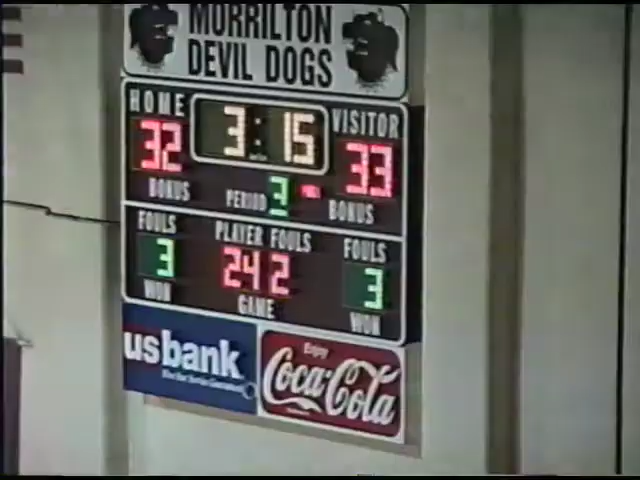 MORRILTON
DEVIL DOGS
HOME 3:15 VISITOR
32 33
BONUS PERIOD 3 BONUS
FOULS PLAYER FOULS FOULS
3 24 2 3
WON GAME WON
usbank
Enjoy
Coca-Cola